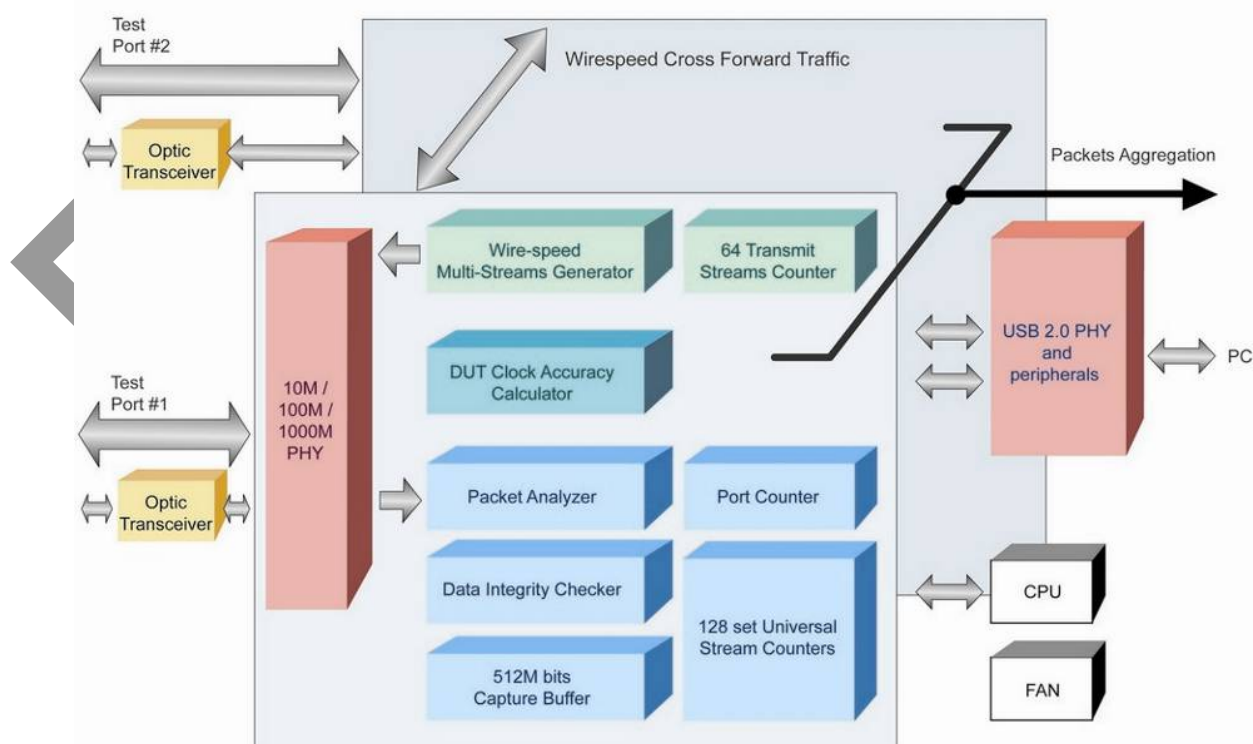 Test
Port #2
Wirespeed Cross Forward Traffic
Optic
Transceiver
Packets Aggregation
Wire-speed
Multi-Streams Generator
64 Transmit
Streams Counter
USB 2.0 PHY
and
peripherals
PC
DUT Clock Accuracy
Calculator
Test
Port #1
10M /
100M /
1000M
PHY
Optic
Transceiver
Packet Analyzer
Port Counter
Data Integrity Checker
128 set Universal
Stream Counters
512M bits
Capture Buffer
CPU
FAN